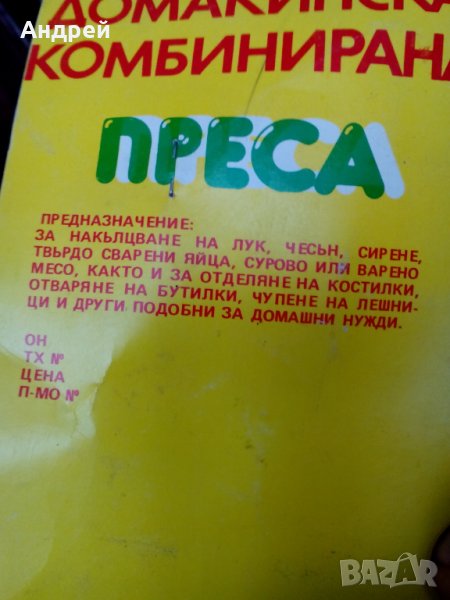 Андрей
ДОМАКИНСКА
КОМБИНИРАНА
ПРЕСА
ПРЕДНАЗНАЧЕНИЕ:
ЗА НАКЪЛЦВАНЕ НА ЛУК, ЧЕСЪН, СИРЕНЕ,
ТВЪРДО СВАРЕНИ ЯЙЦА, СУРОВО ИЛИ ВАРЕНО
МЕСО, КАКТО И ЗА ОТДЕЛЯНЕ НА КОСТИЛКИ,
ОТВАРЯНЕ НА БУТИЛКИ, ЧУПЕНЕ НА ЛЕШНИ-
ЦИ И ДРУГИ ПОДОБНИ ЗА ДОМАШНИ НУЖДИ.
ОН
ТХ №
ЦЕНА
П-МО №
BAZAR